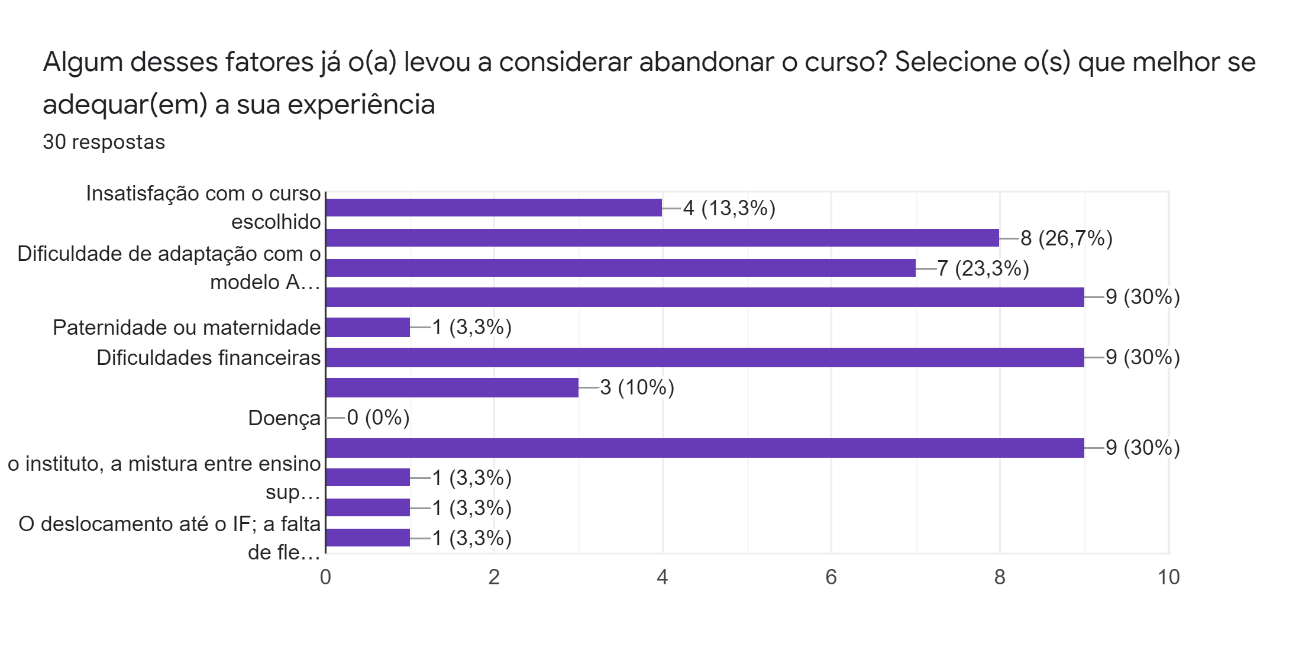 Algum desses fatores já o(a) levou a considerar abandonar o curso? Selecione o(s) que melhor se
adequar(em) a sua experiência
30 respostas
Insatisfação com o curso
escolhido
4 (13,3%)
8 (26,7%)
Dificuldade de adaptação com o
modelo A…
7 (23,3%)
9 (30%)
Paternidade ou maternidade
1 (3,3%)
Dificuldades financeiras
9 (30%)
3 (10%)
Doença
0 (0%)
9 (30%)
o instituto, a mistura entre ensino
sup…
1 (3,3%)
1 (3,3%)
O deslocamento até o IF; a falta
de fle…
1 (3,3%)
0
2
4
6
8
10